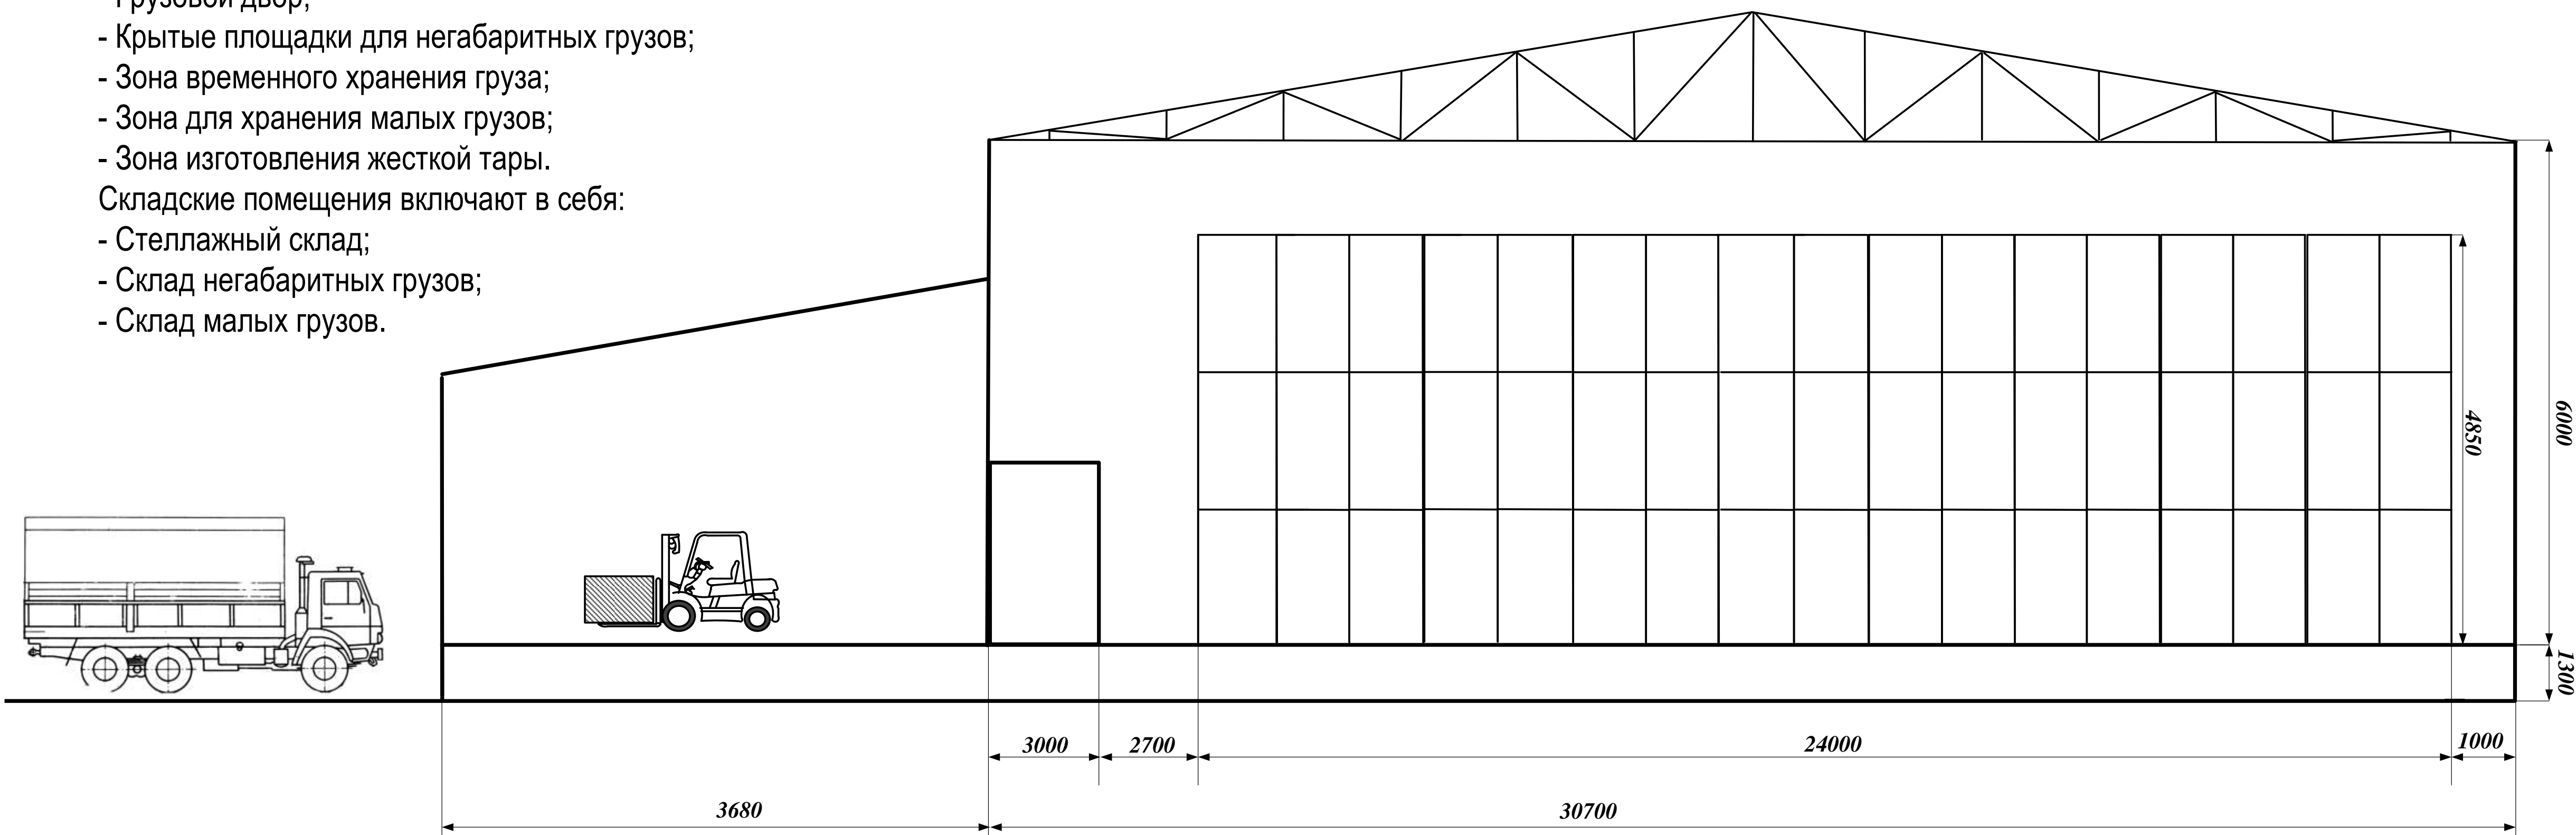 Грузовой двор;
- Крытые площадки для негабаритных грузов;
- Зона временного хранения груза;
- Зона для хранения малых грузов;
- Зона изготовления жесткой тары.
Складские помещения включают в себя:
- Стеллажный склад;
- Склад негабаритных грузов;
- Склад малых грузов.
6000
4850
1300
3000
2700
24000
1000
3680
30700